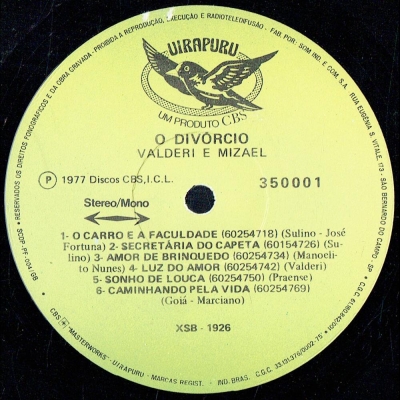 UIRAPURU
UM PRODUTO CBS
O DIVÔRCIO
VALDERI E MIZAEL
P 1977 Discos CBS, I.C.L.
350001
Stereo/Mono
1- O CARRO E A FACULDADE (60254718) (Sulino - José
Fortuna) 2- SECRETÁRIA DO CAPETA (60154726) (Su-
lino) 3- AMOR DE BRINQUEDO (60254734) (Manoel-
to Nunes) 4- LUZ DO AMOR (60254742) (Valderi)
5- SONHO DE LOUCA (60254750) (Praense)
6- CAMINHANDO PELA VIDA (60254769)
(Goiá - Marciano)
XSB - 1926
RESERVADOS OS DIREITOS FONOGRÁFICOS E DA OBRA GRAVADA - PROIBIDA A REPRODUÇÃO, EXECUÇÃO E RADIOTELEDIFUSÃO - FAB. POR: SOM IND. E COM. S.A. RUA EUGÊNIA S. VITALE, 173 - SÃO BERNARDO DO CAMPO - SP
CBS "MASTERWORKS" - UIRAPURU - MARCAS REGIST. - IND. BRAS.